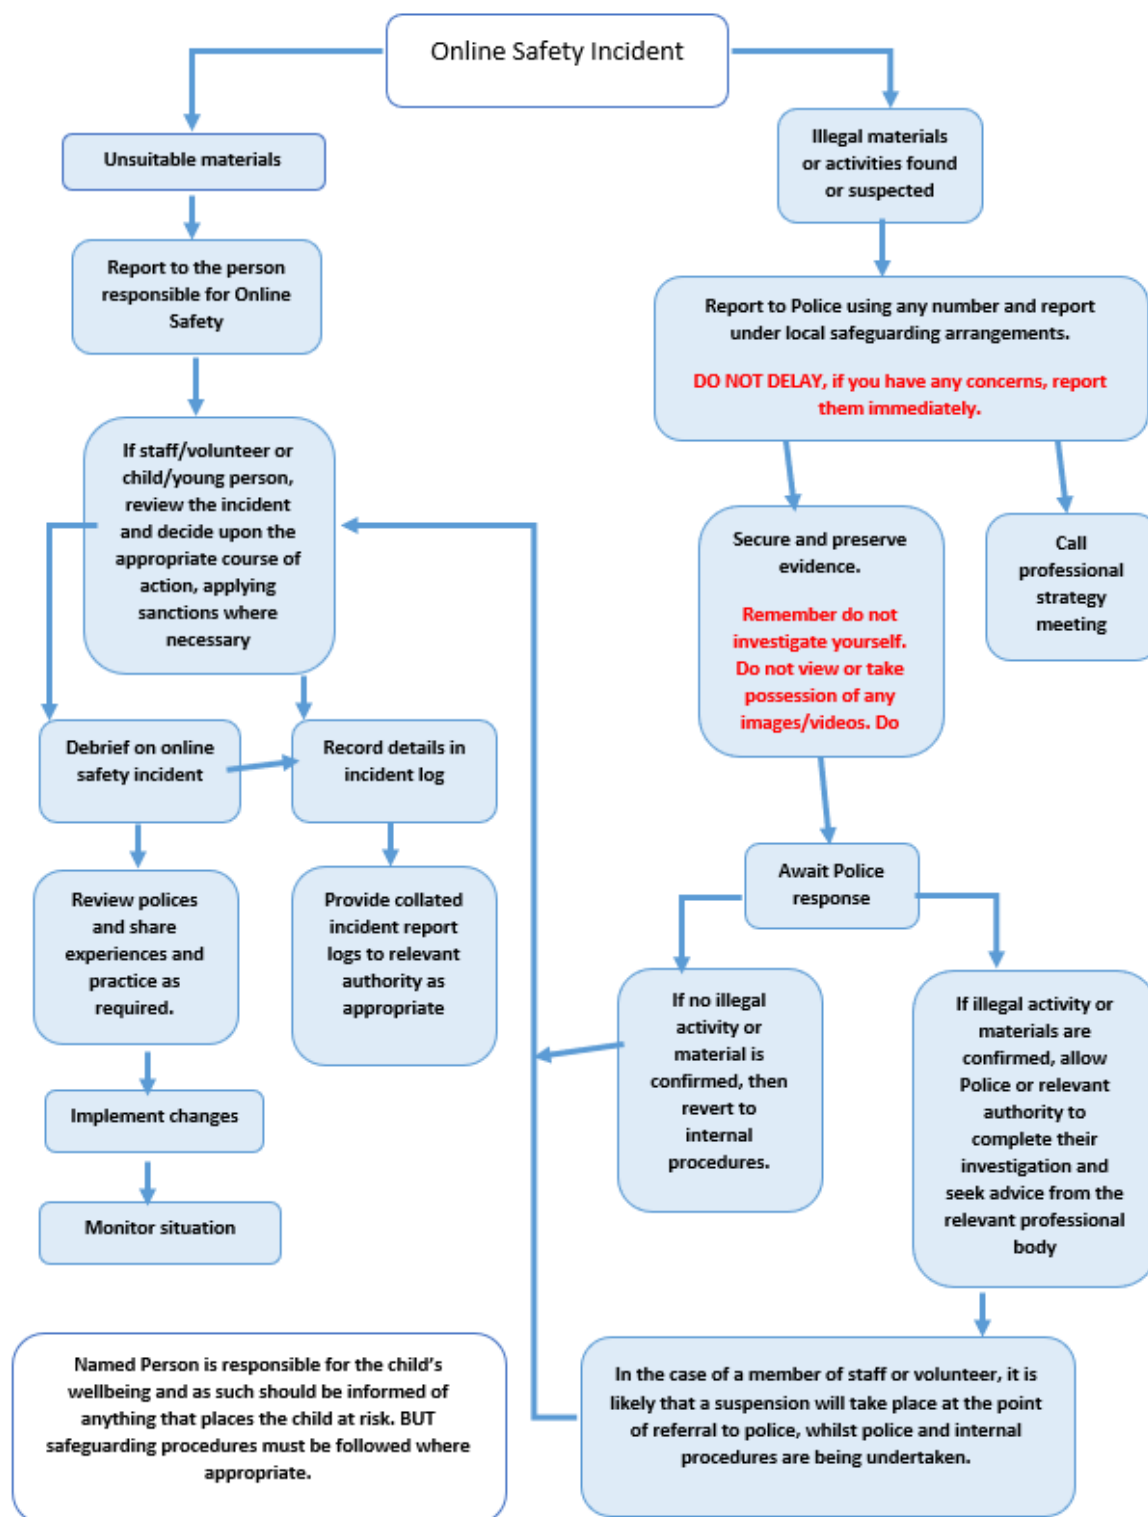 Online Safety Incident
Unsuitable materials
Report to the person
responsible for Online
Safety
If staff/volunteer or
child/young person,
review the incident
and decide upon the
appropriate course of
action, applying
sanctions where
necessary
Debrief on online
safety incident
Record details in
incident log
Review polices
and share
experiences and
practice as
required.
Provide collated
incident report
logs to relevant
authority as
appropriate
Implement changes
Monitor situation
Illegal materials
or activities found
or suspected
Report to Police using any number and report
under local safeguarding arrangements.
DO NOT DELAY, if you have any concerns, report
them immediately.
Secure and preserve
evidence.
Remember do not
investigate yourself.
Do not view or take
possession of any
images/videos. Do
Call
professional
strategy
meeting
Await Police
response
If no illegal
activity or
material is
confirmed, then
revert to
internal
procedures.
If illegal activity or
materials are
confirmed, allow
Police or relevant
authority to
complete their
investigation and
seek advice from the
relevant professional
body
In the case of a member of staff or volunteer, it is
likely that a suspension will take place at the point
of referral to police, whilst police and internal
procedures are being undertaken.
Named Person is responsible for the child's
wellbeing and as such should be informed of
anything that places the child at risk. BUT
safeguarding procedures must be followed where
appropriate.